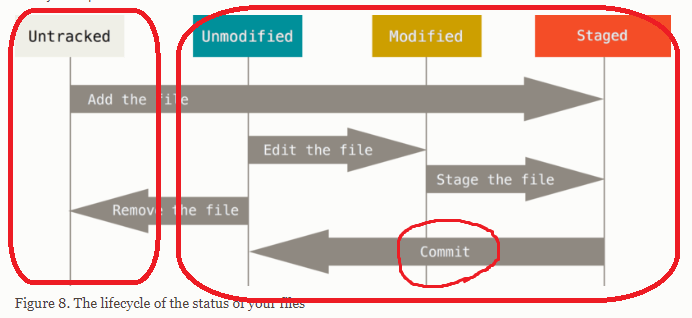 Untracked
Unmodified
Modified
Staged
Add the file
Edit the file
Stage the file
Remove the file
Commit
Figure 8. The lifecycle of the status of your files